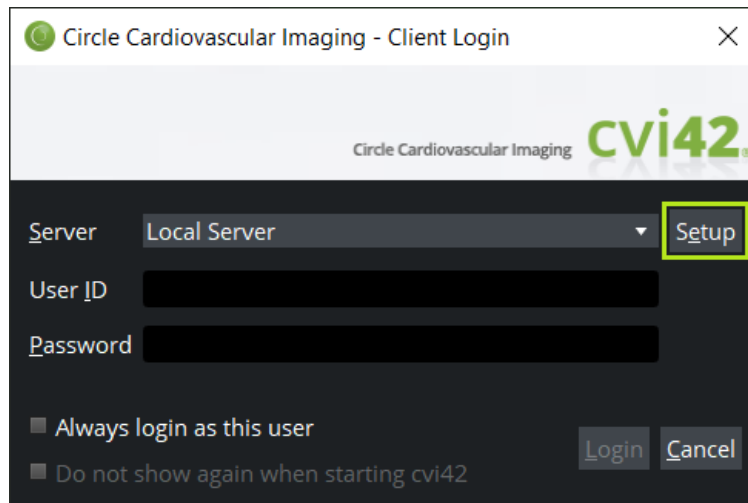 Circle Cardiovascular Imaging - Client Login
Circle Cardiovascular Imaging cvi42
Server Local Server Setup
User ID
Password
Always login as this user
Login Cancel
Do not show again when starting cvi42